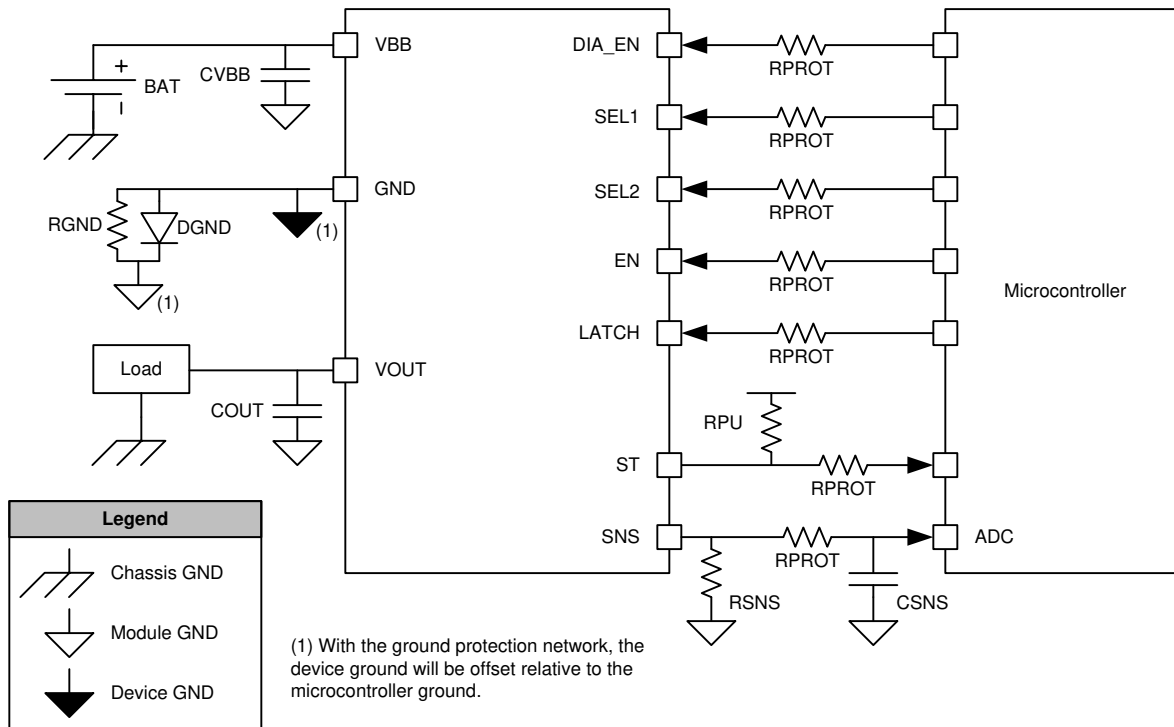 VBB
DIA_EN
RPROT
+
BAT
CVBB
SEL1
RPROT
GND
SEL2
RPROT
RGND
DGND
(1)
(1)
EN
RPROT
Microcontroller
LATCH
RPROT
Load
VOUT
COUT
RPU
ST
RPROT
Legend
SNS
RPROT
ADC
Chassis GND
RSNS
CSNS
Module GND
Device GND
(1) With the ground protection network, the
device ground will be offset relative to the
microcontroller ground.